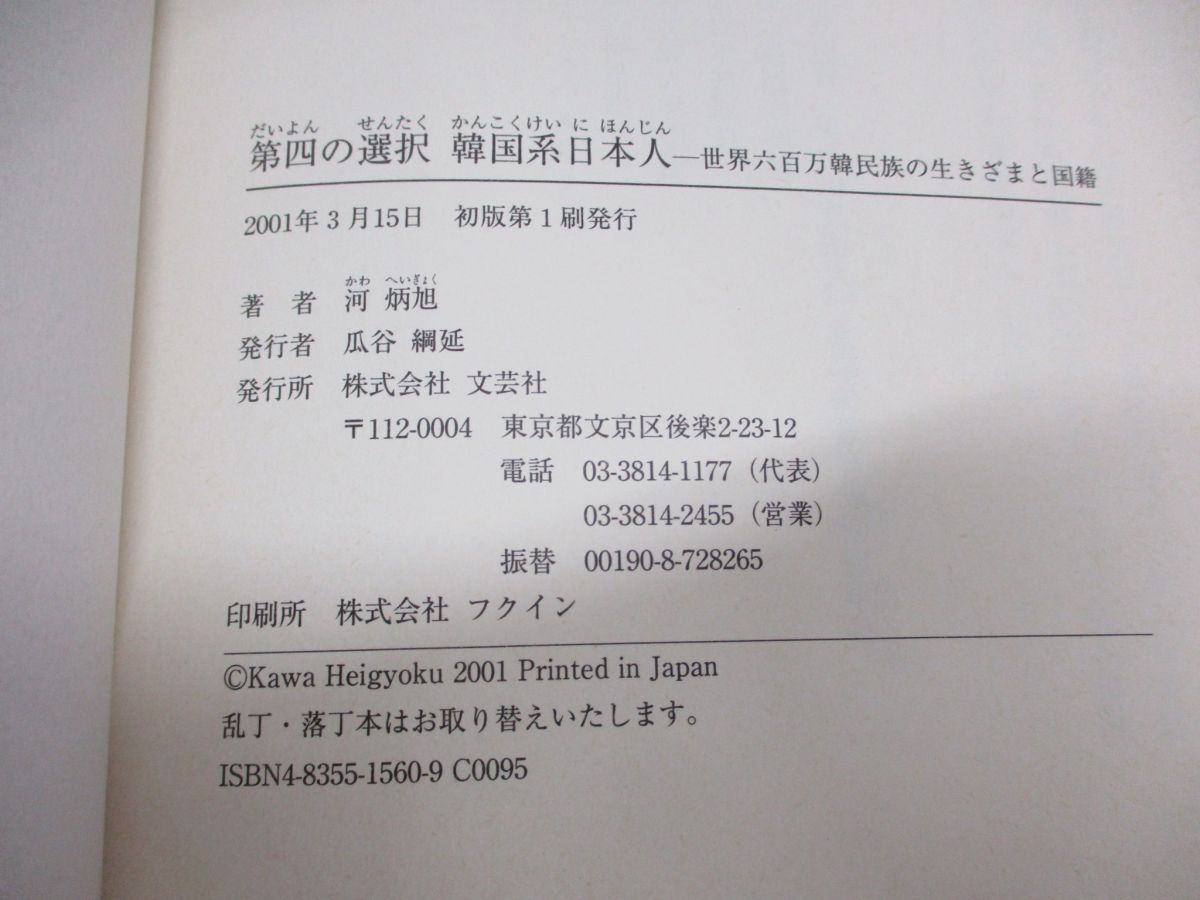 だいよん せんたく かんこくけい に ほんじん
第四の選択 韓国系日本人―世界六百万韓民族の生きざまと国籍
2001年3月15日 初版第1刷発行
かわ へいぎょく
著 者 河 炳旭
発行者 瓜谷 綱延
発行所 株式会社 文芸社
〒112-0004 東京都文京区後楽2-23-12
電話 03-3814-1177（代表）
03-3814-2455（営業）
振替 00190-8-728265
印刷所 株式会社 フクイン
©Kawa Heigyoku 2001 Printed in Japan
乱丁・落丁本はお取り替えいたします。
ISBN4-8355-1560-9 C0095